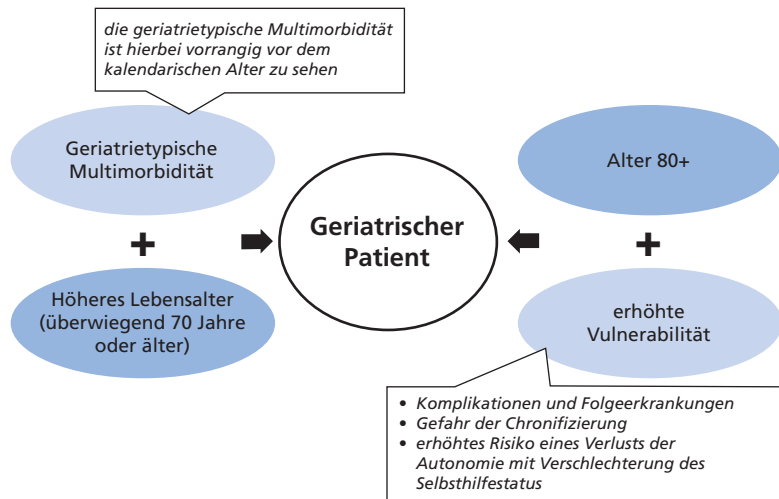 die geriatrietypische Multimorbidität
ist hierbei vorrangig vor dem
kalendarischen Alter zu sehen
Geriatrietypische
Multimorbidität
+
Höheres Lebensalter
(überwiegend 70 Jahre
oder älter)
Geriatrischer
Patient
Alter 80+
+
erhöhte
Vulnerabilität
• Komplikationen und Folgeerkrankungen
• Gefahr der Chronifizierung
• erhöhtes Risiko eines Verlusts der
Autonomie mit Verschlechterung des
Selbsthilfestatus